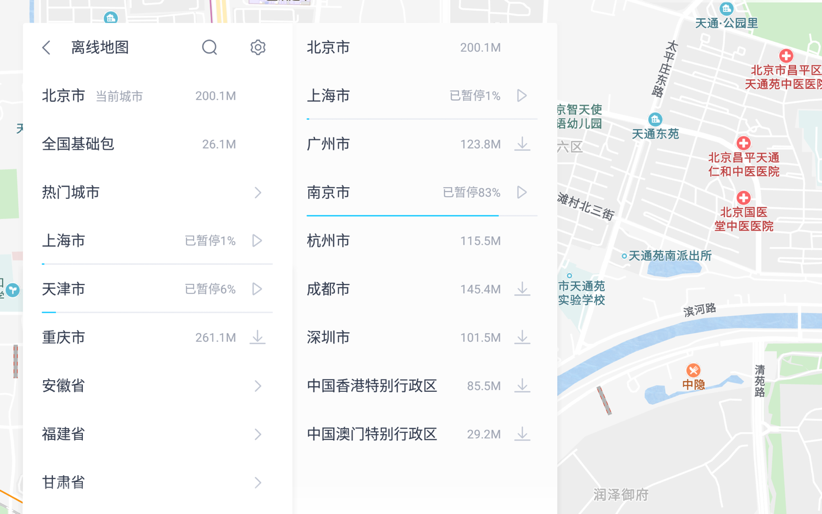 离线地图
北京市 当前城市 200.1M
全国基础包 26.1M
热门城市
上海市 已暂停1%
天津市 已暂停6%
重庆市 261.1M
安徽省
福建省
甘肃省
北京市 200.1M
上海市 已暂停1%
广州市 123.8M
南京市 已暂停83%
杭州市 115.5M
成都市 145.4M
深圳市 101.5M
中国香港特别行政区 85.5M
中国澳门特别行政区 29.2M
天通·公园里
太平庄东路
北京市昌平区
天通苑中医医院
京智天使
语幼儿园
天通东苑
六区
北京昌平天通
仁和中医医院
滩村北三街
北京国医
堂中医医院
天通苑南派出所
市天通苑
实验学校
滨河路
中隐
清苑路
润泽御府